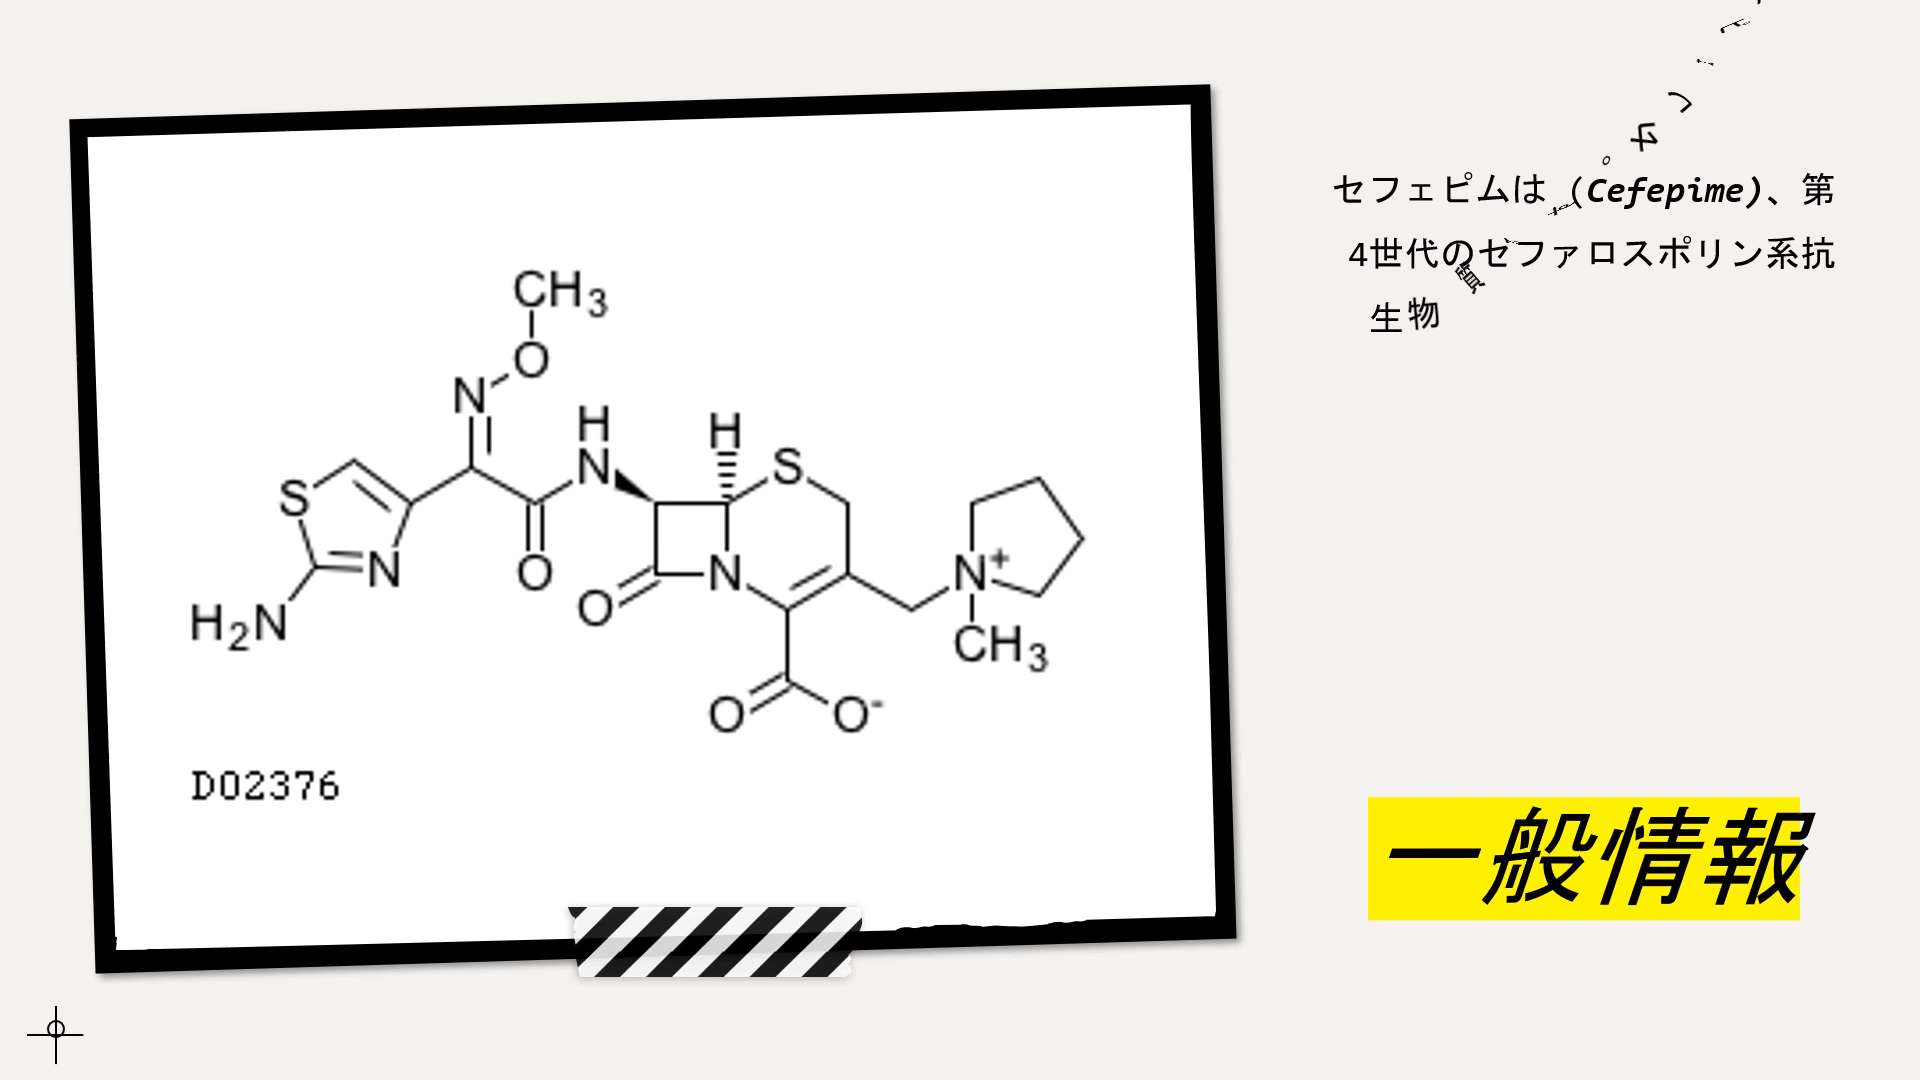 CH3
O
N
H
H
N
S
S
N
O
N
N+
O
H2N
CH3
O
O-
D02376
セフェピムは (Cefepime)、第
4世代のセファロスポリン系抗
生物
一般情報